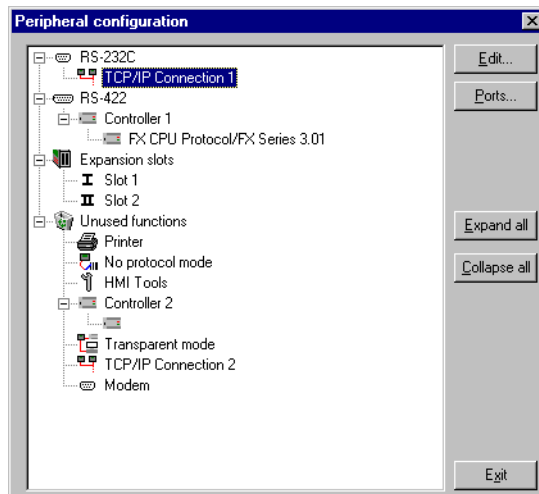 Peripheral configuration
RS-232C
TCP/IP Connection 1
RS-422
Controller 1
FX CPU Protocol/FX Series 3.01
Expansion slots
I Slot 1
II Slot 2
Unused functions
Printer
No protocol mode
HMI Tools
Controller 2
Transparent mode
TCP/IP Connection 2
Modem
Edit...
Ports...
Expand all
Collapse all
Exit